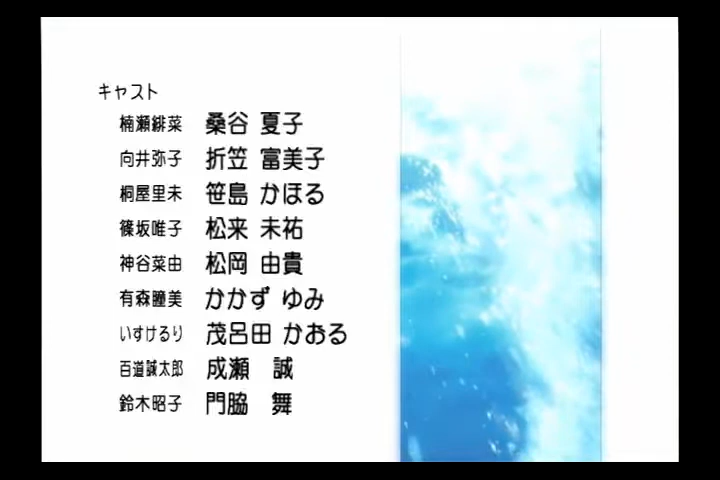 キャスト
楠瀬緋菜 桑谷 夏子
向井弥子 折笠 富美子
桐屋里未 笹島 かほる
篠坂唯子 松来 未祐
神谷菜由 松岡 由貴
有森瞳美 かかず ゆみ
いすけるり 茂呂田 かおる
百道誠太郎 成瀬 誠
鈴木昭子 門脇 舞